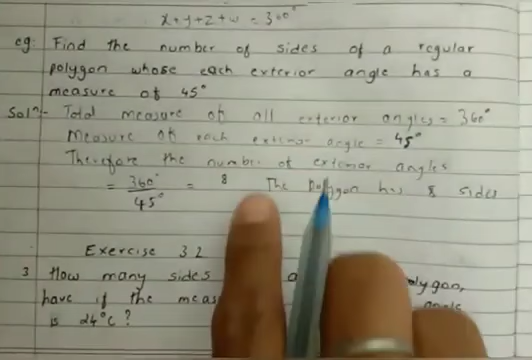 x + y + z + w = 360°
eg: Find the number of sides of a regular
polygon whose each exterior angle has a
measure of 45°
Solⁿ- Total measure of all exterior angles = 360°
Measure of each exterior angle = 45°
Therefore the number of exterior angles
= 360°/45° = 8 The polygon has 8 sides
Exercise 3.2
3 How many sides a polygon,
have if the meas angle
is 24°C?